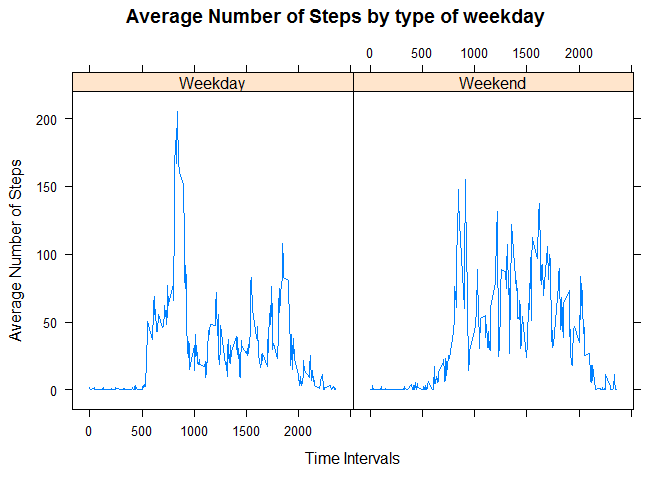 Average Number of Steps by type of weekday
0 500 1000 1500 2000
Weekday Weekend
200
150
100
50
0
Average Number of Steps
0 500 1000 1500 2000
Time Intervals